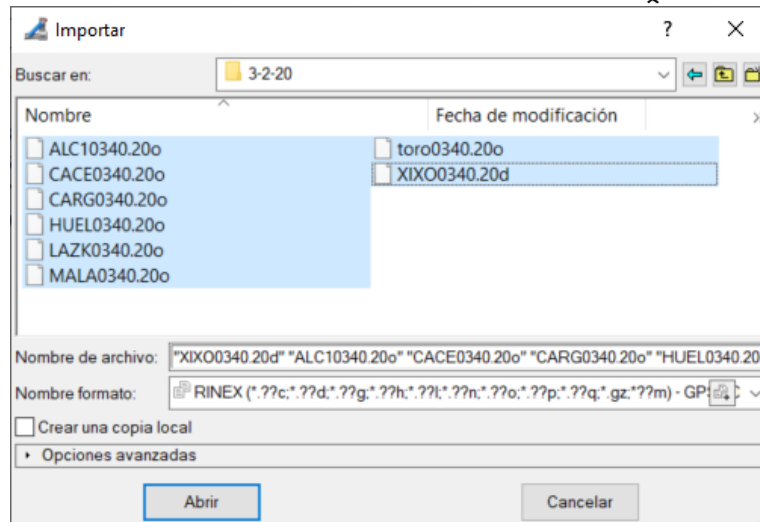 Importar ?
Buscar en: 3-2-20
Nombre Fecha de modificación
ALC10340.20o
CACE0340.20o
CARG0340.20o
HUEL0340.20o
LAZK0340.20o
MALA0340.20o
toro0340.20o
XIXO0340.20d
Nombre de archivo: "XIXO0340.20d" "ALC10340.20o" "CACE0340.20o" "CARG0340.20o" "HUEL0340.20
Nombre formato: RINEX (*.??c;*.??d;*.??g;*.??h;*.??l;*.??n;*.??o;*.??p;*.??q;*.gz;*??m) - GP
Crear una copia local
Opciones avanzadas
Abrir Cancelar